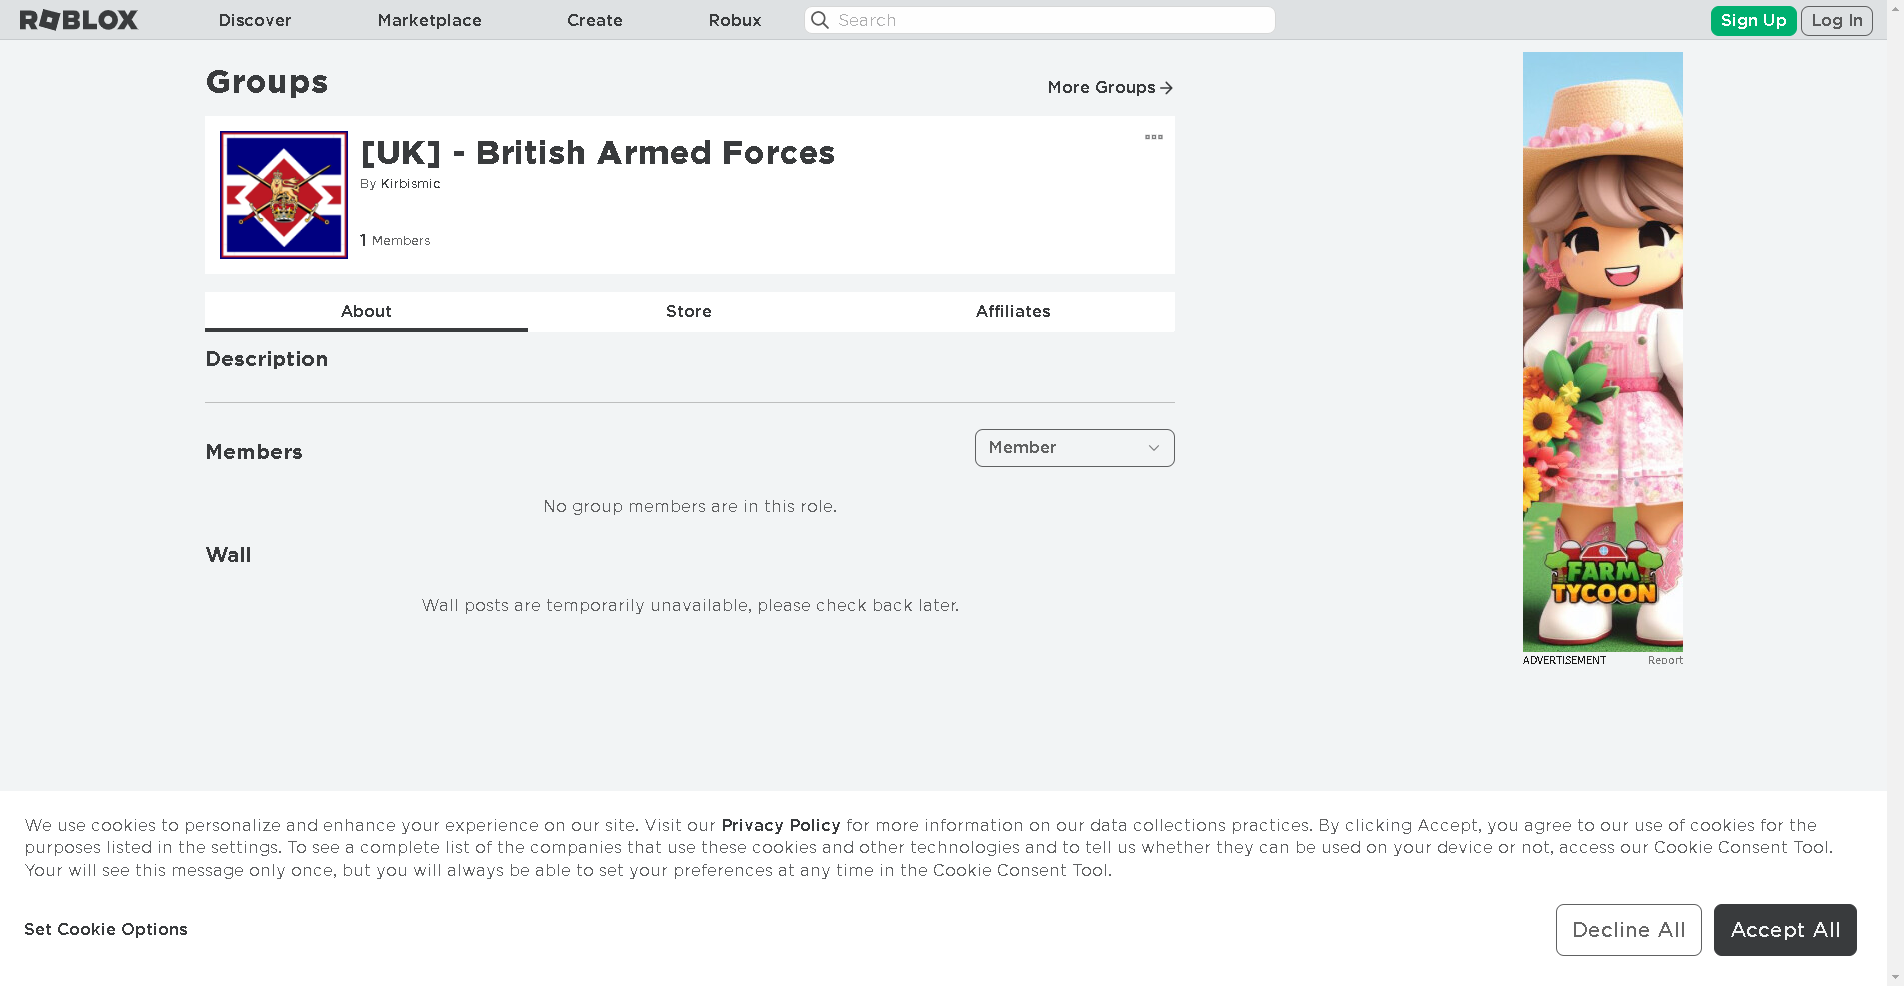 ROBLOX
Discover
Marketplace
Create
Robux
Search
Sign Up
Log In
Groups
More Groups
[UK] - British Armed Forces
By Kirbismic
1 Members
About
Store
Affiliates
Description
Members
Member
No group members are in this role.
Wall
Wall posts are temporarily unavailable, please check back later.
FARM
TYCOON
ADVERTISEMENT
Report
We use cookies to personalize and enhance your experience on our site. Visit our Privacy Policy for more information on our data collections practices. By clicking Accept, you agree to our use of cookies for the
purposes listed in the settings. To see a complete list of the companies that use these cookies and other technologies and to tell us whether they can be used on your device or not, access our Cookie Consent Tool.
Your will see this message only once, but you will always be able to set your preferences at any time in the Cookie Consent Tool.
Set Cookie Options
Decline All
Accept All